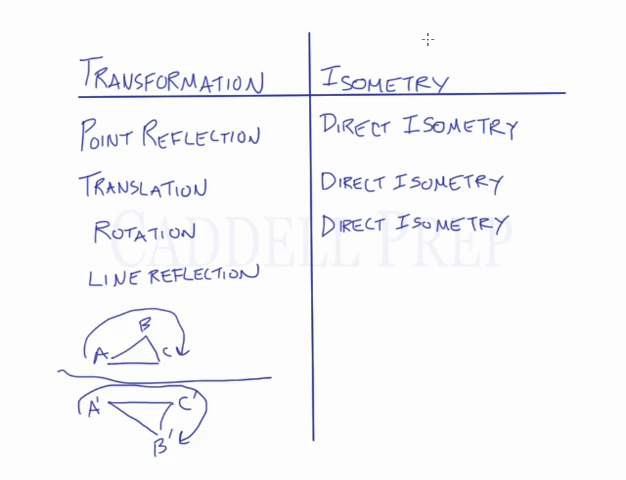 TRANSFORMATION ISOMETRY
POINT REFLECTION DIRECT ISOMETRY
TRANSLATION DIRECT ISOMETRY
ROTATION DIRECT ISOMETRY
CADDELL PREP
LINE REFLECTION
B
A C
A' C'
B'